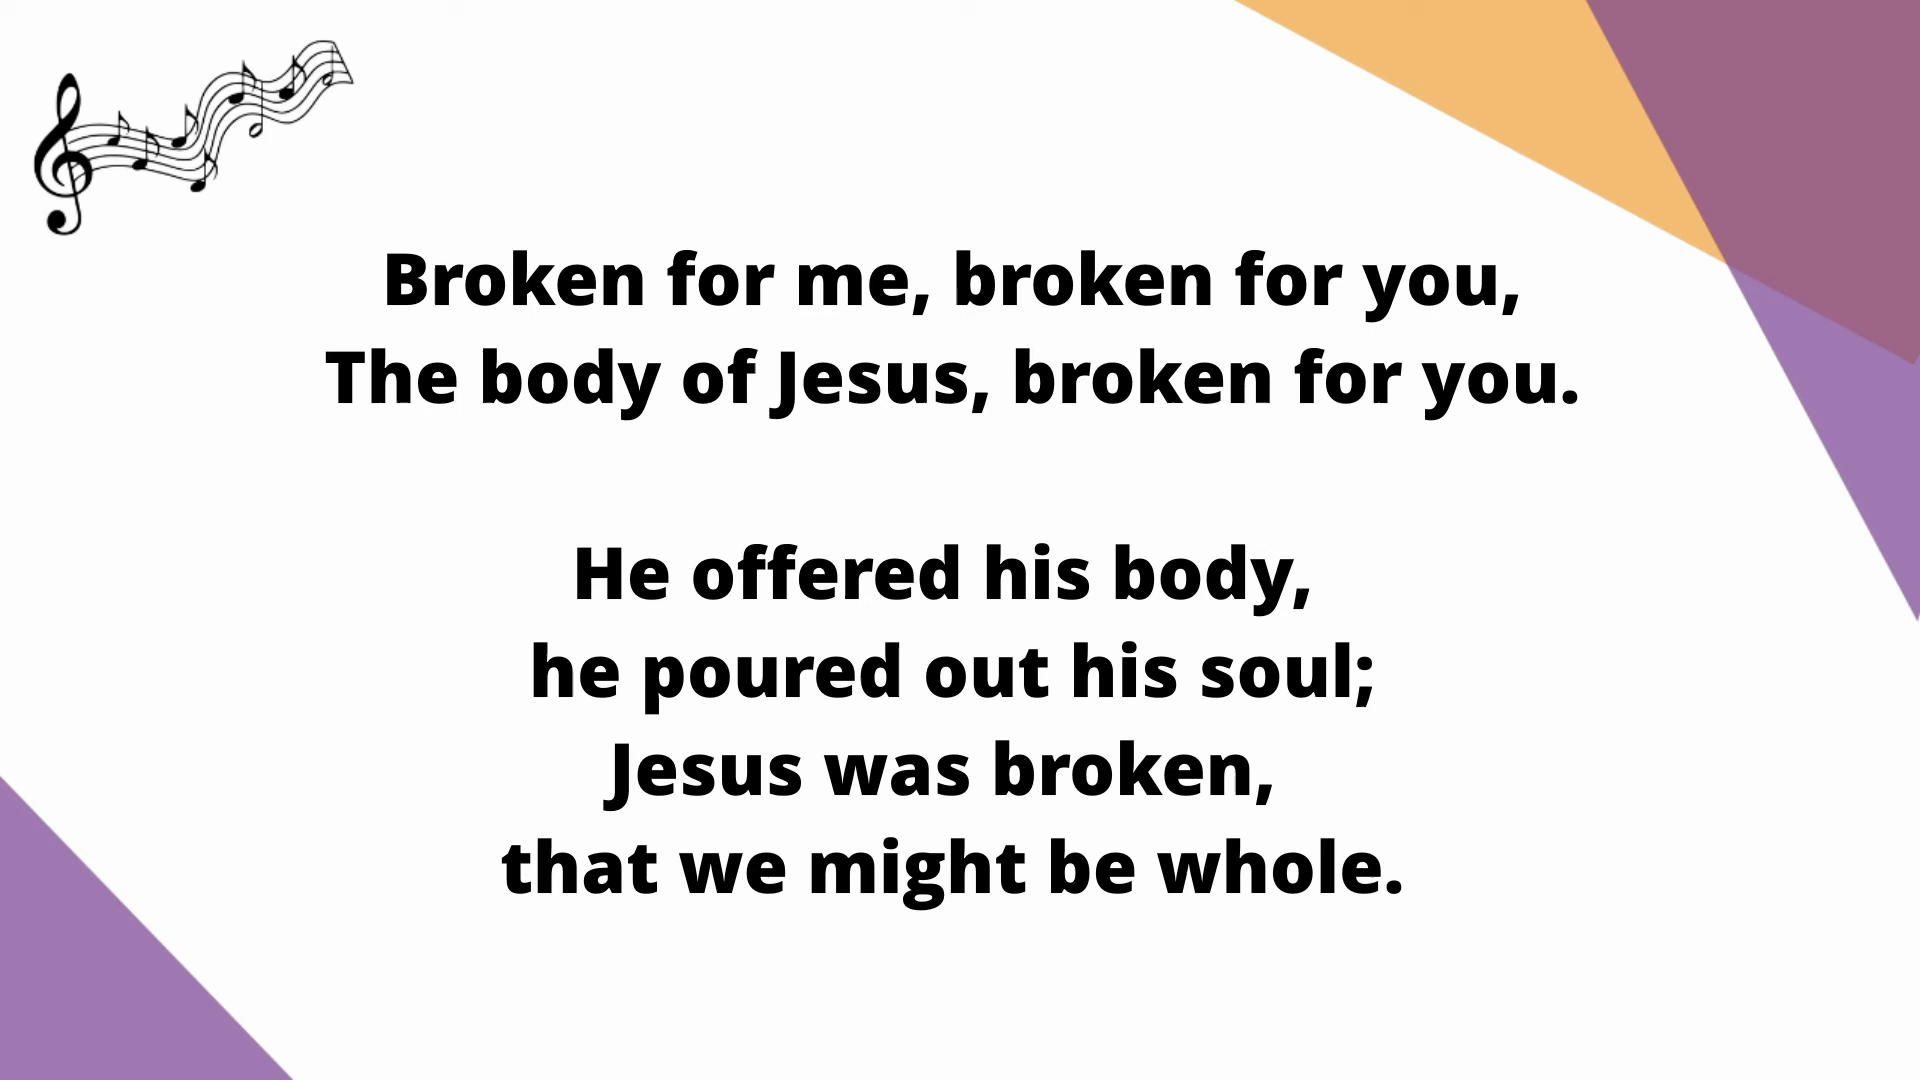 Broken for me, broken for you,
The body of Jesus, broken for you.
He offered his body,
he poured out his soul;
Jesus was broken,
that we might be whole.